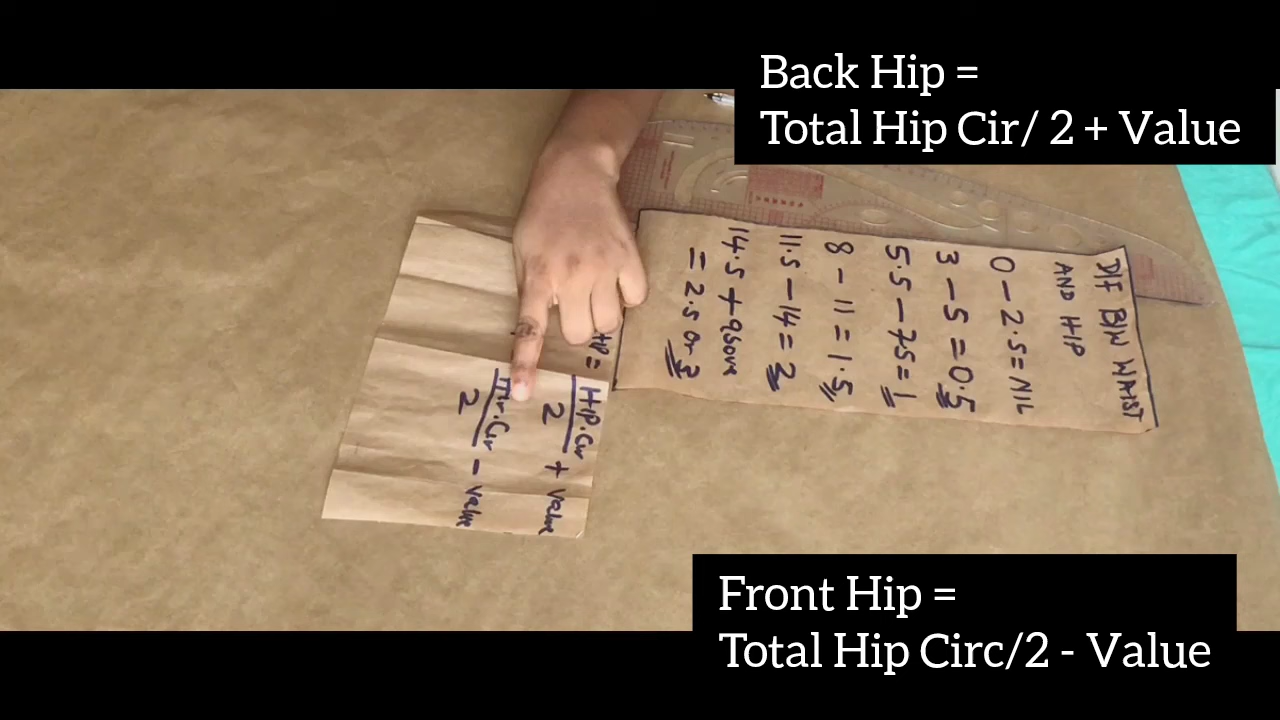 Back Hip =
Total Hip Cir/ 2 + Value
DIF B/W WAIST
AND HIP
0 - 2.5 = NIL
3 - 5 = 0.5
5.5 - 7.5 = 1
8 - 11 = 1.5
11.5 - 14 = 2
14.5 + above
= 2.5 or 3
HIP = Hip.Cir + Value
2
Cir - Value
2
Front Hip =
Total Hip Circ/2 - Value